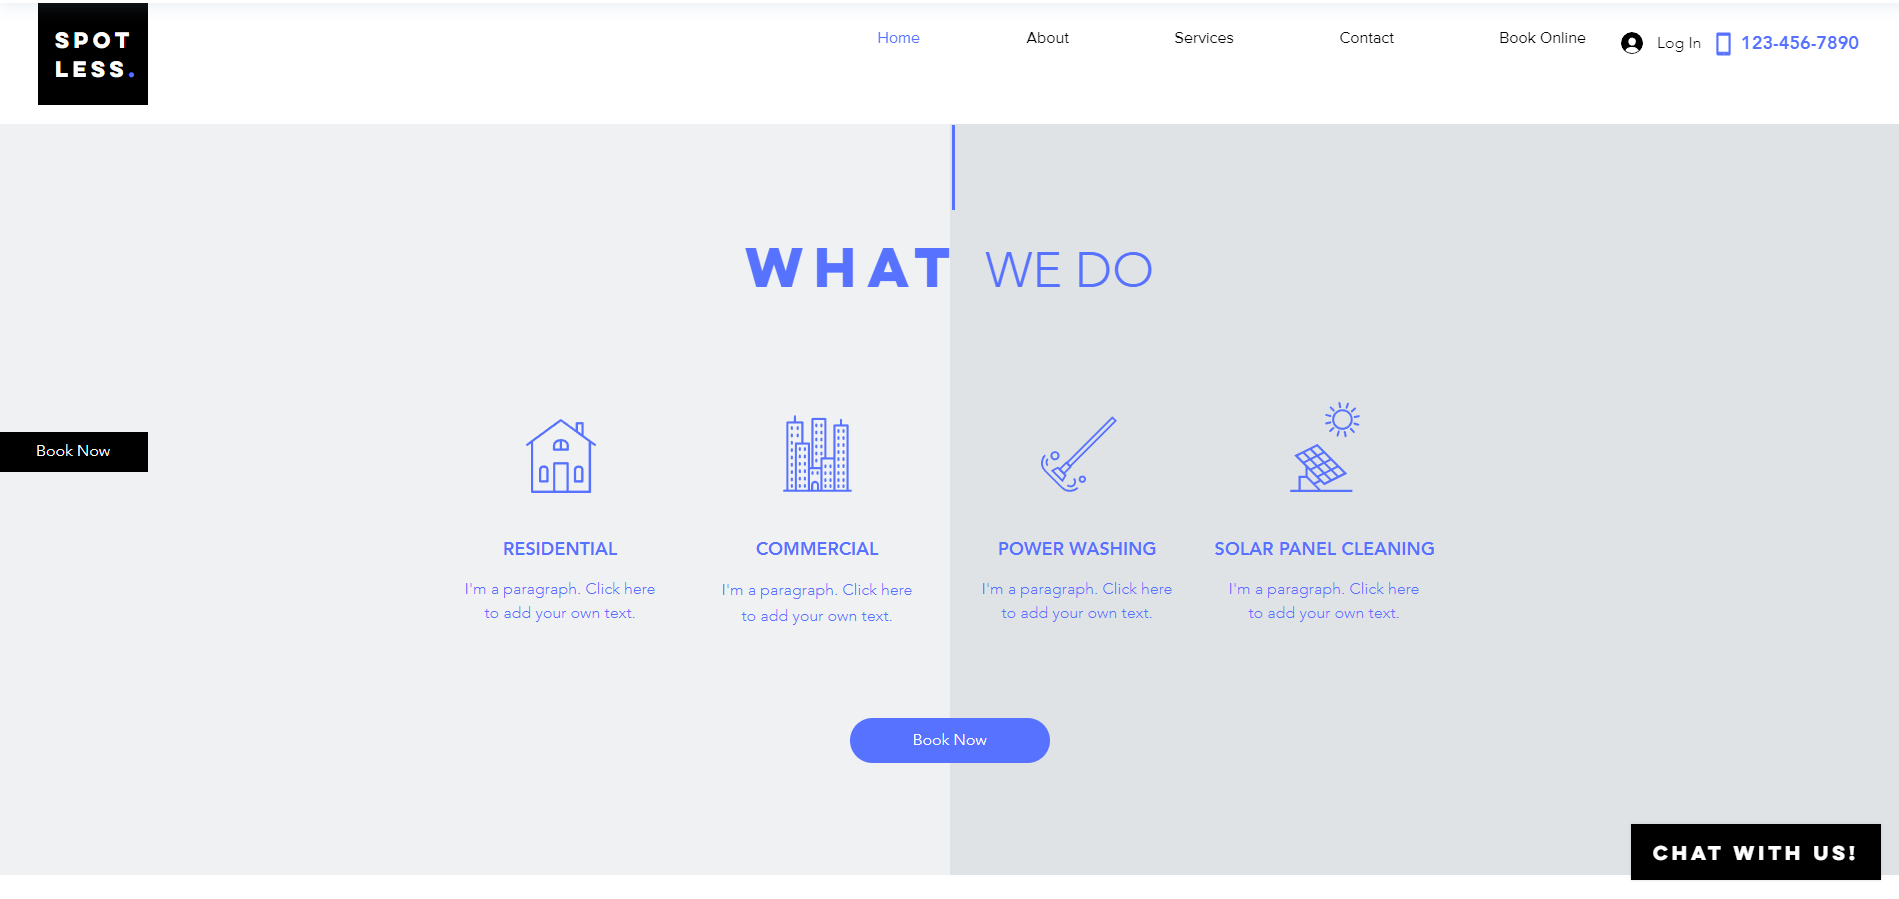 SPOT
LESS.
Home
About
Services
Contact
Book Online
Log In
123-456-7890
WHAT WE DO
Book Now
RESIDENTIAL
I'm a paragraph. Click here
to add your own text.
COMMERCIAL
I'm a paragraph. Click here
to add your own text.
POWER WASHING
I'm a paragraph. Click here
to add your own text.
SOLAR PANEL CLEANING
I'm a paragraph. Click here
to add your own text.
Book Now
CHAT WITH US!